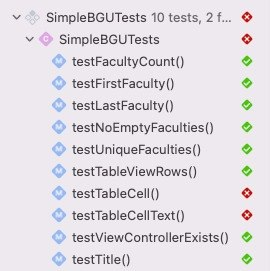 SimpleBGUTests 10 tests, 2 f...
C SimpleBGUTests
M testFacultyCount()
M testFirstFaculty()
M testLastFaculty()
M testNoEmptyFaculties()
M testUniqueFaculties()
M testTableViewRows()
M testTableCell()
M testTableCellText()
M testViewControllerExists()
M testTitle()